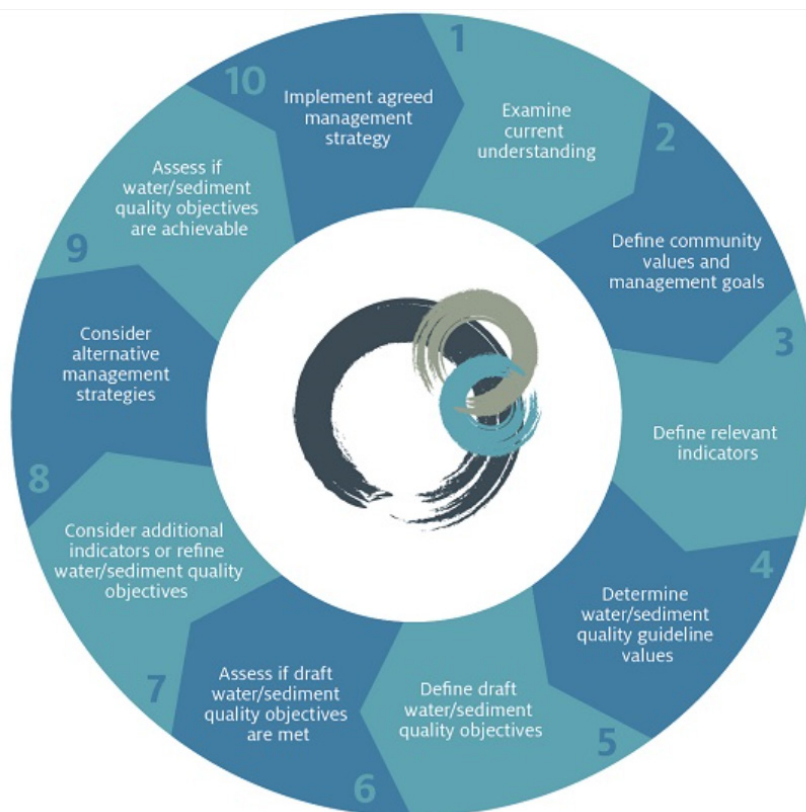 1
Examine
current
understanding
2
Define community
values and
management goals
3
Define relevant
indicators
4
Determine
water/sediment
quality guideline
values
5
Define draft
water/sediment
quality objectives
6
Assess if draft
water/sediment
quality objectives
are met
7
Consider additional
indicators or refine
water/sediment quality
objectives
8
Consider
alternative
management
strategies
9
Assess if
water/sediment
quality objectives
are achievable
10
Implement agreed
management
strategy